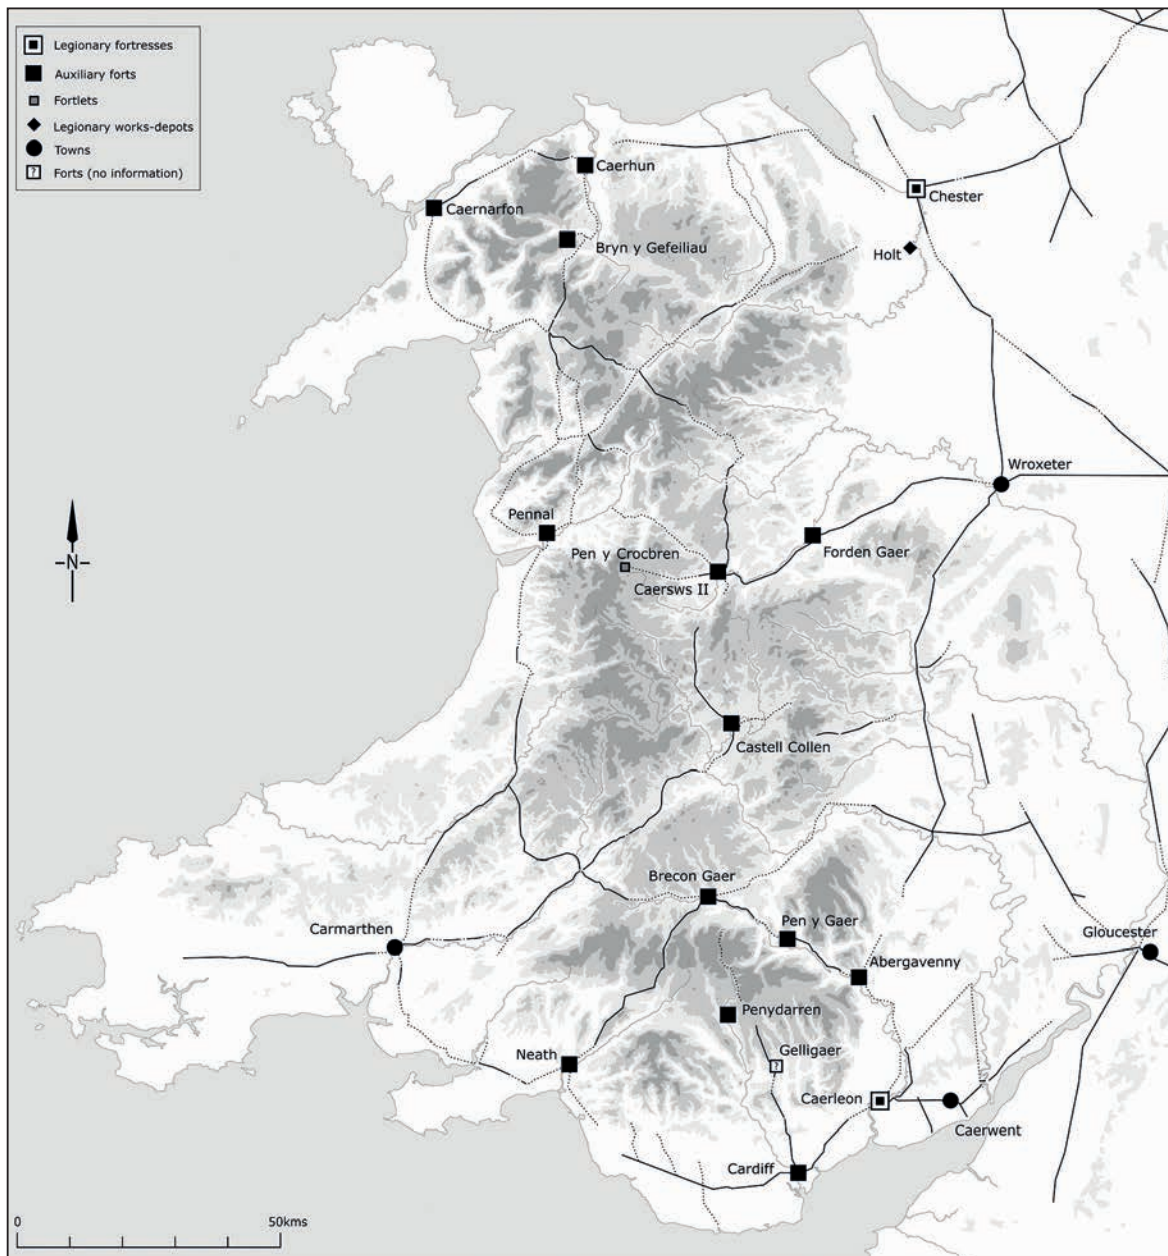 Legionary fortresses
Auxiliary forts
Fortlets
Legionary works-depots
Towns
? Forts (no information)
Caerhun
Caernarfon
Chester
Bryn y Gefeiliau
Holt
Wroxeter
Pennal
Forden Gaer
Pen y Crocbren
Caersws II
-N-
Castell Collen
Brecon Gaer
Pen y Gaer
Carmarthen
Gloucester
Abergavenny
Penydarren
Neath
Gelligaer
?
Caerleon
Caerwent
Cardiff
0 50kms